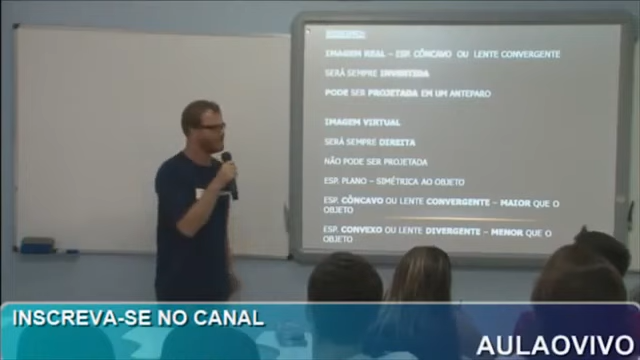 IMAGEM REAL – ESP. CÔNCAVO OU LENTE CONVERGENTE
SERÁ SEMPRE INVERTIDA
PODE SER PROJETADA EM UM ANTEPARO
IMAGEM VIRTUAL
SERÁ SEMPRE DIREITA
NÃO PODE SER PROJETADA
ESP. PLANO – SIMÉTRICA AO OBJETO
ESP. CÔNCAVO OU LENTE CONVERGENTE – MAIOR QUE O
OBJETO
ESP. CONVEXO OU LENTE DIVERGENTE – MENOR QUE O
OBJETO
INSCREVA-SE NO CANAL
AULAOVIVO